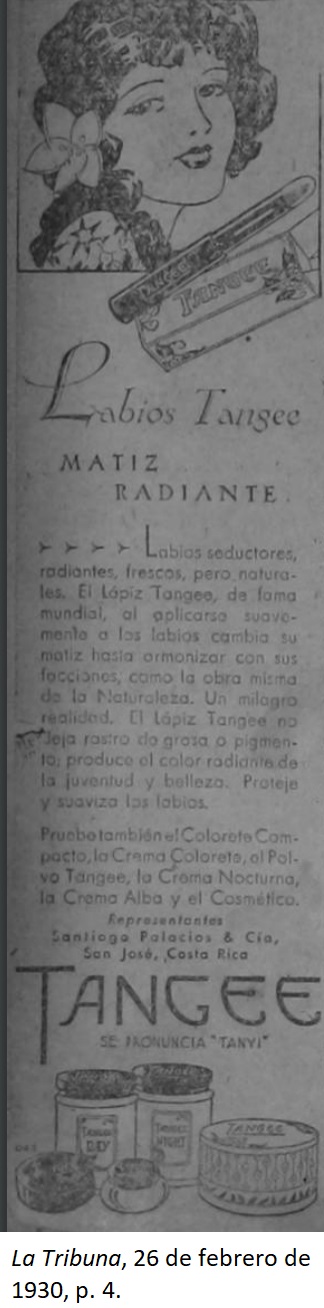 TANGEE
TANGEE
Labios Tangee
MATIZ
RADIANTE.
Labios seductores,
radiantes, frescos, pero natura-
les. El Lápiz Tangee, de fama
mundial, al aplicarse suave-
mente a los labios cambia su
matiz hasta armonizar con sus
facciones, como la obra misma
de la Naturaleza. Un milagro
realidad. El Lápiz Tangee no
deja rastro de grasa o pigmen-
to; produce el color radiante de
la juventud y belleza. Proteje
y suaviza los labios.
Pruebe también el Colorete Com-
pacto, la Crema Colorete, el Pol-
vo Tangee, la Crema Nocturna,
la Crema Alba y el Cosmético.
Representantes
Santiago Palacios & Cía,
San José, Costa Rica
TANGEE
SE PRONUNCIA "TANYI"
TANGEE
DAY
TANGEE
NIGHT
TANGEE
La Tribuna, 26 de febrero de
1930, p. 4.